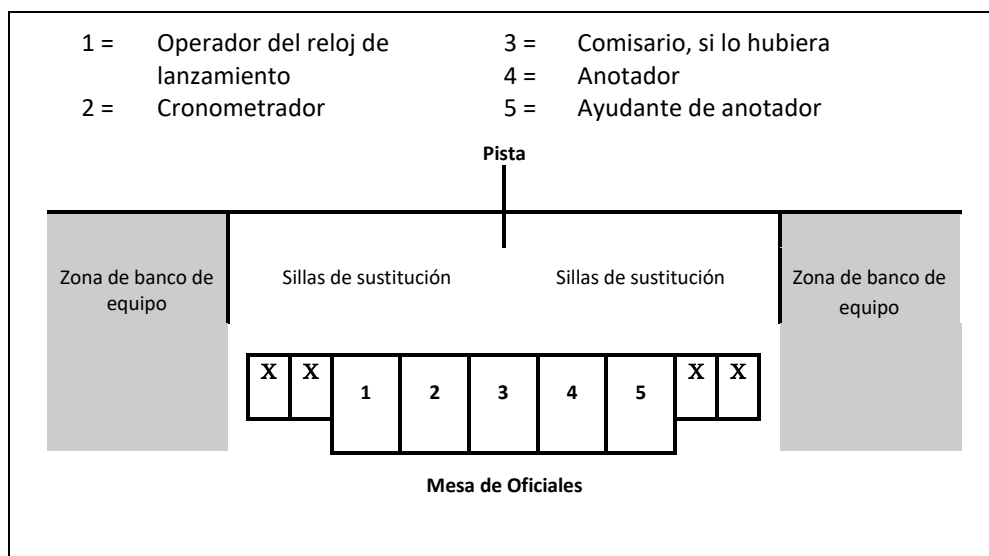 1 = Operador del reloj de
lanzamiento
2 = Cronometrador
3 = Comisario, si lo hubiera
4 = Anotador
5 = Ayudante de anotador
Pista
Zona de banco de
equipo
Sillas de sustitución
Sillas de sustitución
Zona de banco de
equipo
X X 1 2 3 4 5 X X
Mesa de Oficiales